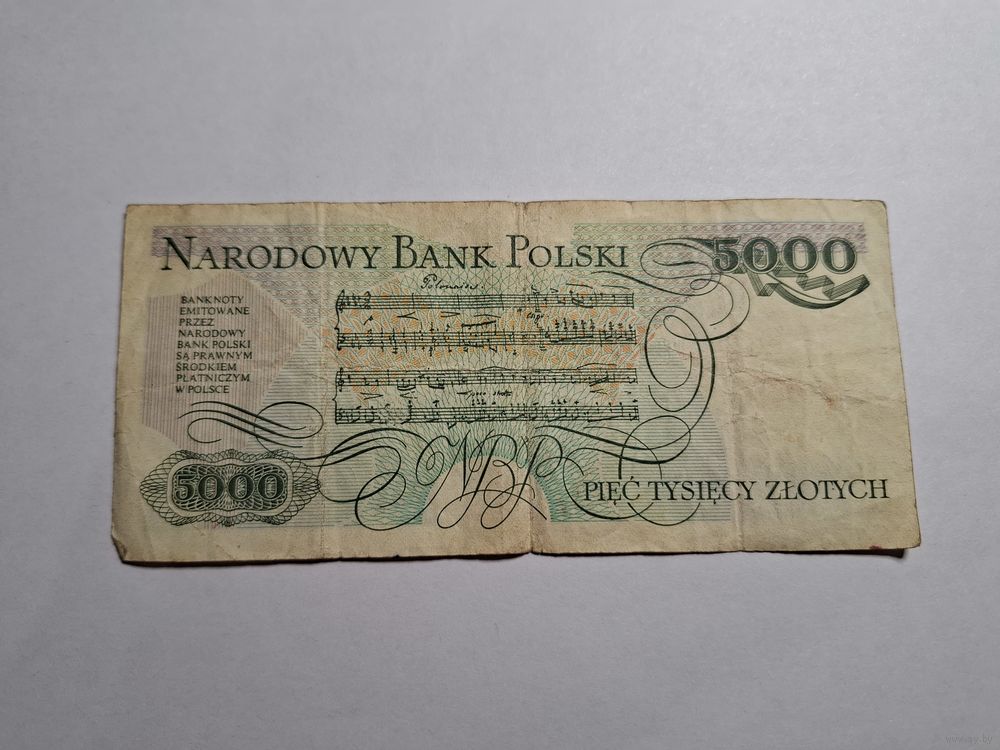 NARODOWY BANK POLSKI
5000
BANKNOTY
EMITOWANE
PRZEZ
NARODOWY
BANK POLSKI
SĄ PRAWNYM
ŚRODKIEM
PŁATNICZYM
W POLSCE
5000
NBP
PIĘĆ TYSIĘCY ZŁOTYCH